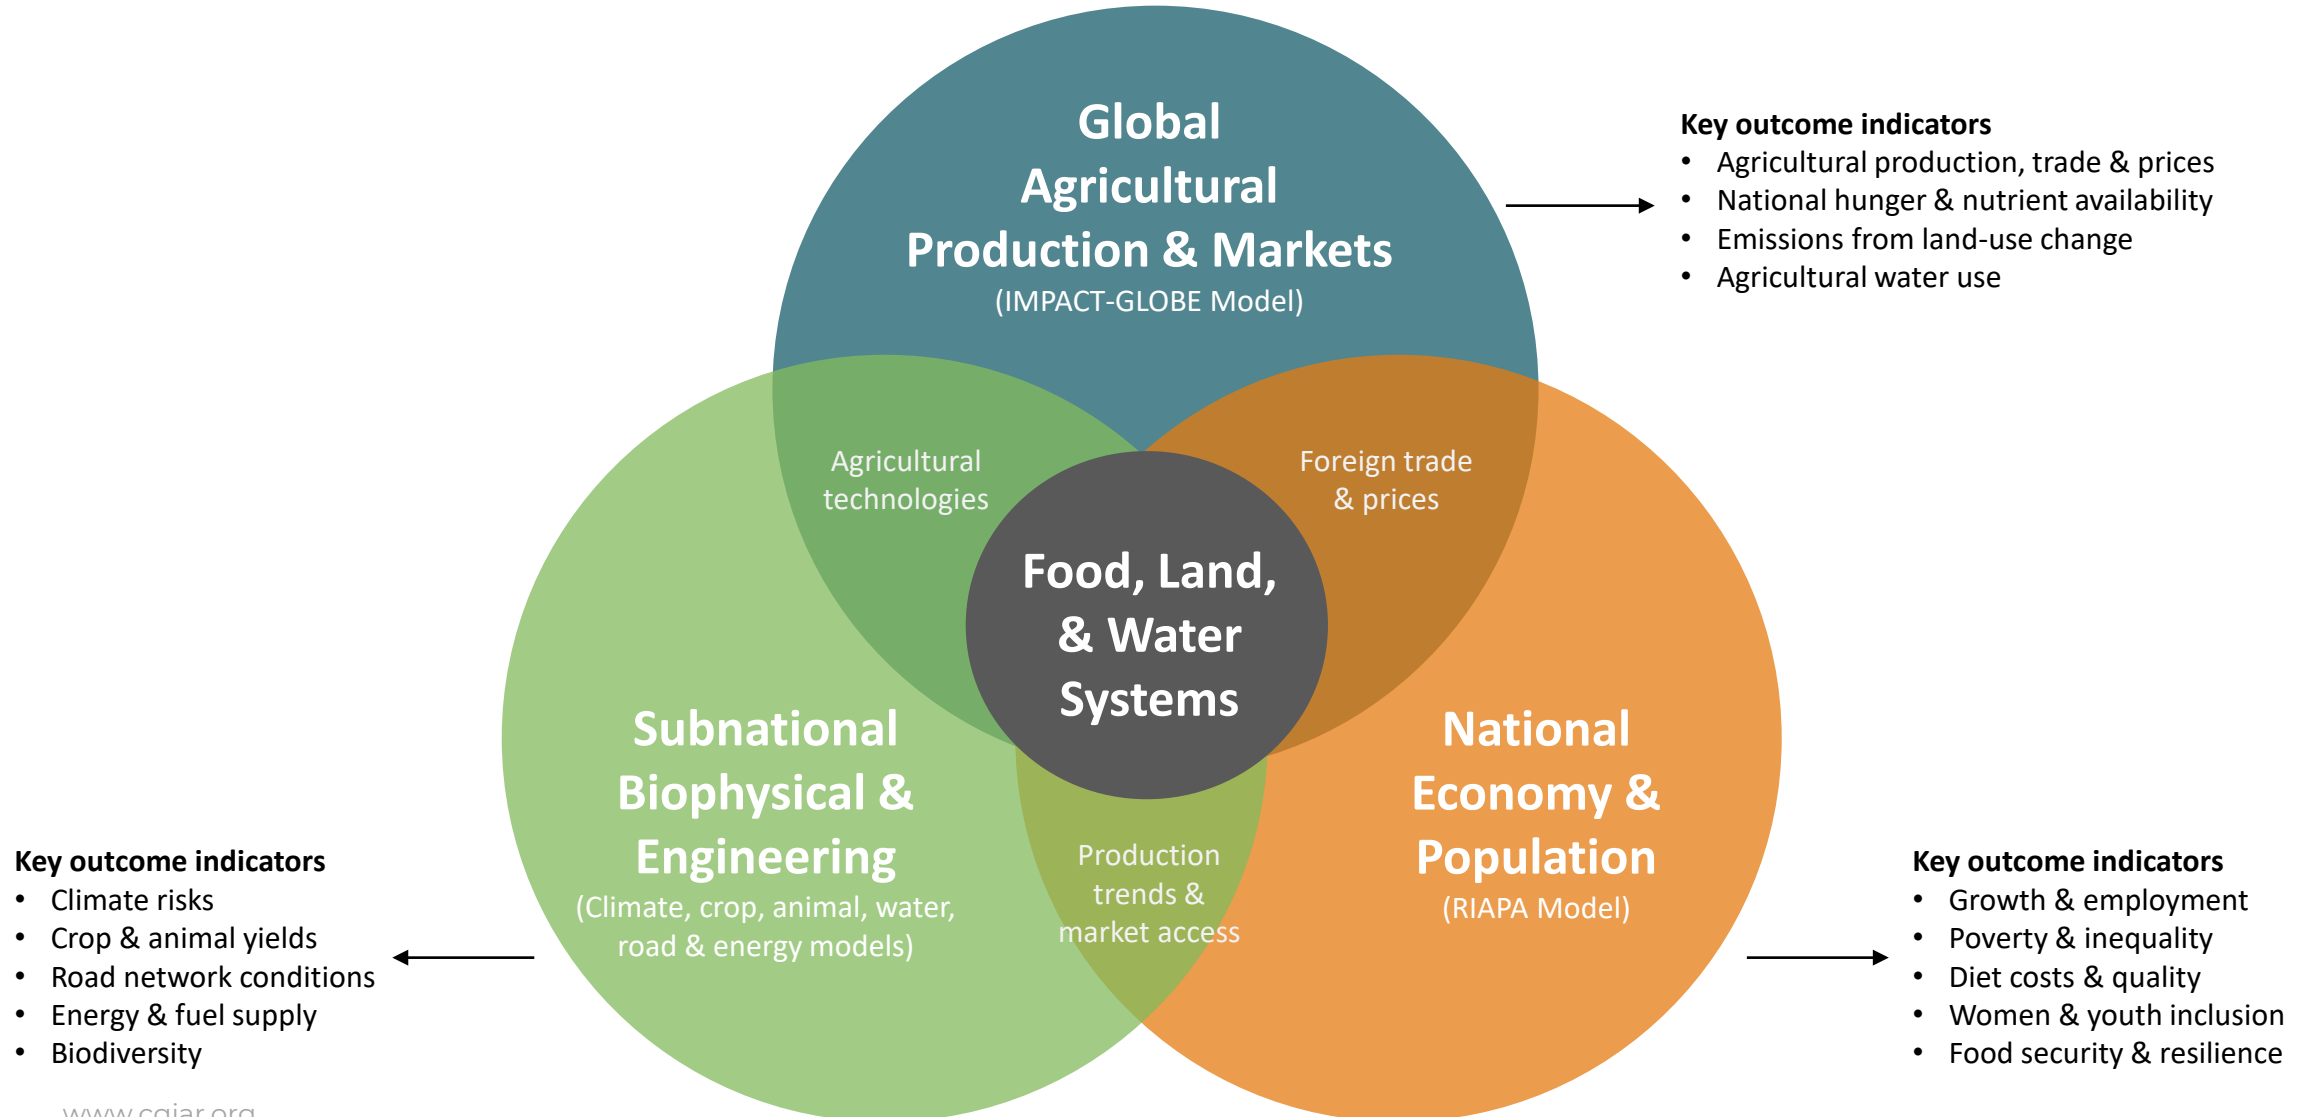 Global
Agricultural
Production & Markets
(IMPACT-GLOBE Model)
Key outcome indicators
• Agricultural production, trade & prices
• National hunger & nutrient availability
• Emissions from land-use change
• Agricultural water use
Agricultural
technologies
Foreign trade
& prices
Food, Land,
& Water
Systems
Subnational
Biophysical &
Engineering
(Climate, crop, animal, water,
road & energy models)
Production
trends &
market access
National
Economy &
Population
(RIAPA Model)
Key outcome indicators
• Climate risks
• Crop & animal yields
• Road network conditions
• Energy & fuel supply
• Biodiversity
Key outcome indicators
• Growth & employment
• Poverty & inequality
• Diet costs & quality
• Women & youth inclusion
• Food security & resilience
www.cgiar.org